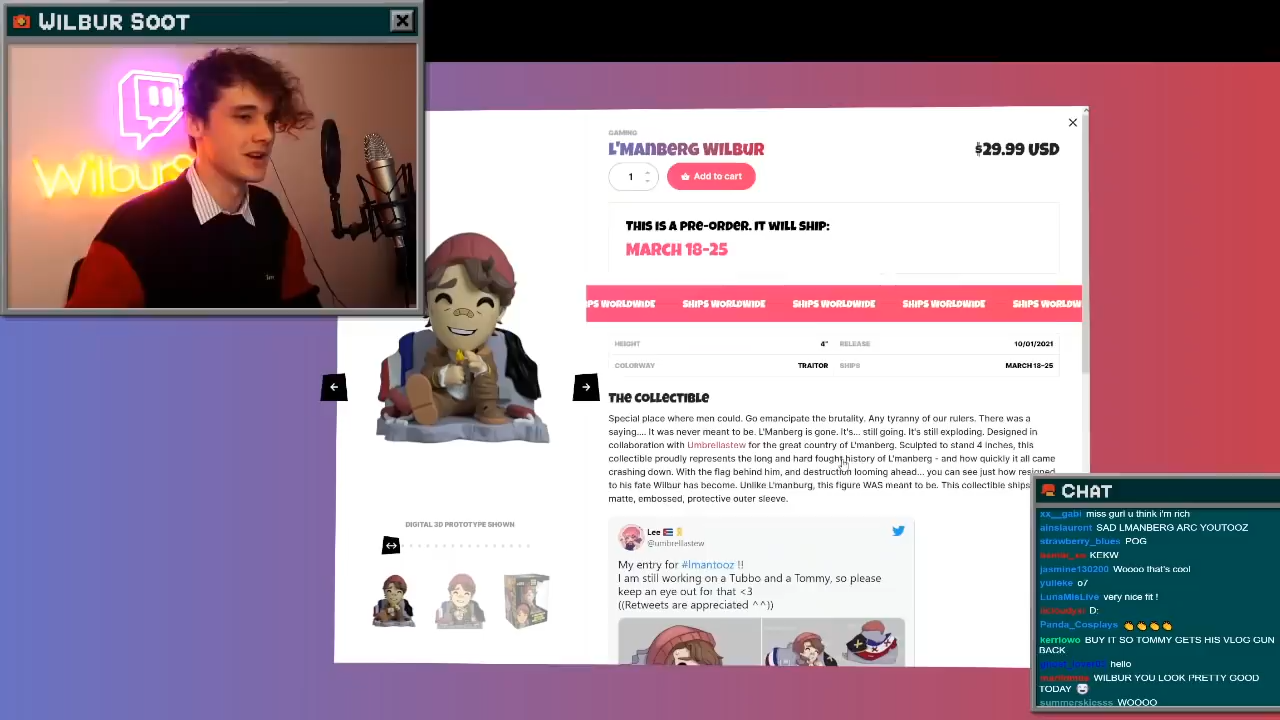 WILBUR SOOT
Wilbur
GAMING
L'MANBERG WILBUR
$29.99 USD
1
Add to cart
THIS IS A PRE-ORDER. IT WILL SHIP:
MARCH 18-25
IPS WORLDWIDE SHIPS WORLDWIDE SHIPS WORLDWIDE SHIPS WORLDWIDE SHIPS WORLDW
HEIGHT 4" RELEASE 10/01/2021
COLORWAY TRAITOR SHIPS MARCH 18-25
THE COLLECTIBLE
Special place where men could. Go emancipate the brutality. Any tyranny of our rulers. There was a
saying.... It was never meant to be. L'Manberg is gone. It's... still going. It's still exploding. Designed in
collaboration with Umbrellastew for the great country of L'manberg. Sculpted to stand 4 inches, this
collectible proudly represents the long and hard fought history of L'manberg - and how quickly it all came
crashing down. With the flag behind him, and destruction looming ahead... you can see just how resigned
to his fate Wilbur has become. Unlike L'manburg, this figure WAS meant to be. This collectible ships
matte, embossed, protective outer sleeve.
DIGITAL 3D PROTOTYPE SHOWN
Lee
@umbrellastew
My entry for #lmantooz !!
I am still working on a Tubbo and a Tommy, so please
keep an eye out for that <3
((Retweets are appreciated ^^))
CHAT
xx__gabi miss gurl u think i'm rich
ainslauront SAD LMANBERG ARC YOUTOOZ
strawberry_blues POG
KEKW
jasmine130200 Woooo that's cool
yulieke o7
LunaMisLive very nice fit !
D:
Panda_Cosplays
kerriowo BUY IT SO TOMMY GETS HIS VLOG GUN
BACK
hello
WILBUR YOU LOOK PRETTY GOOD
TODAY
summerskiesss WOOOO